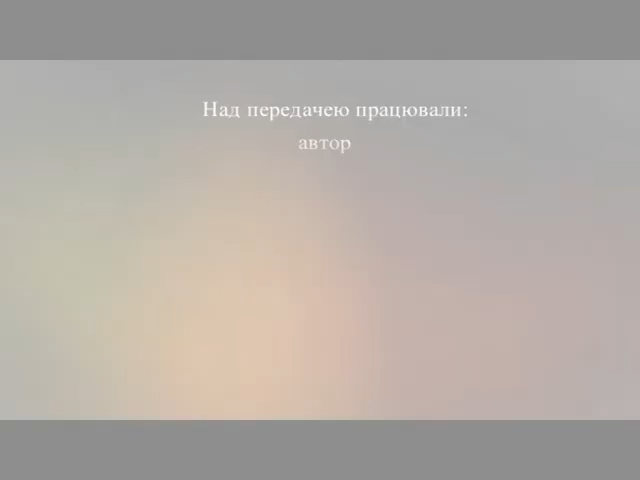 Над передачею працювали:
автор